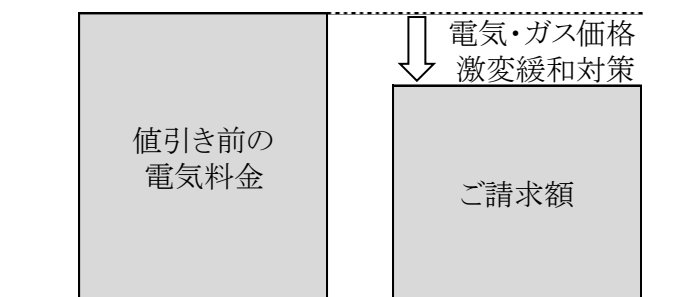 電気・ガス価格
激変緩和対策
値引き前の
電気料金
ご請求額